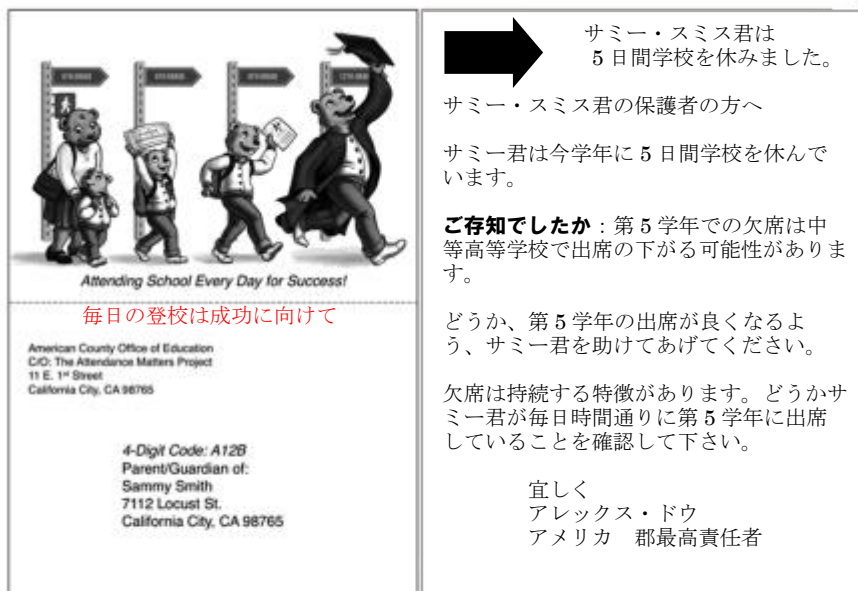 Attending School Every Day for Success!
毎日の登校は成功に向けて
American County Office of Education
C/O: The Attendance Matters Project
11 E. 1st Street
California City, CA 98765
4-Digit Code: A12B
Parent/Guardian of:
Sammy Smith
7112 Locust St.
California City, CA 98765
サミー・スミス君は
5日間学校を休みました。
サミー・スミス君の保護者の方へ
サミー君は今学年に5日間学校を休んで
います。
ご存知でしたか：第5学年での欠席は中
等高等学校で出席の下がる可能性がありま
す。
どうか、第5学年の出席が良くなるよ
う、サミー君を助けてあげてください。
欠席は持続する特徴があります。どうかサ
ミー君が毎日時間通りに第5学年に出席
していることを確認して下さい。
宜しく
アレックス・ドウ
アメリカ　郡最高責任者